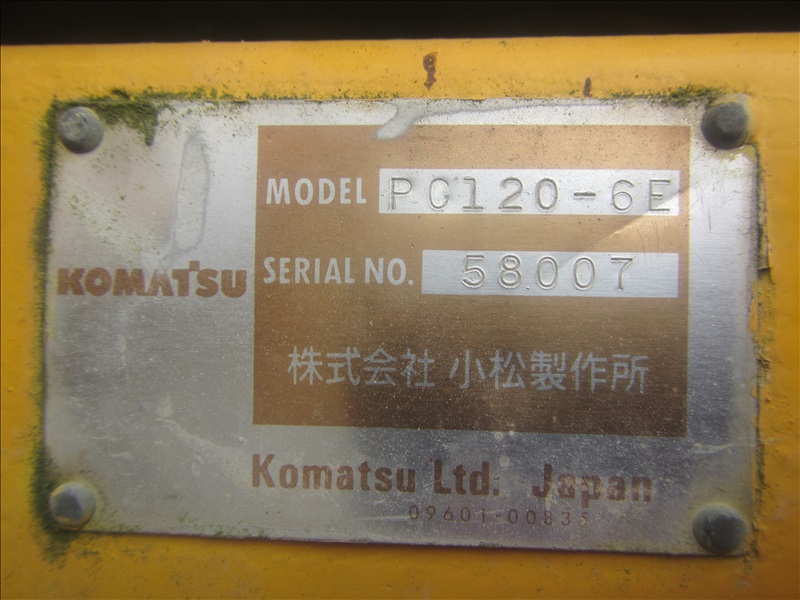 MODEL PC120-6E
KOMATSU
SERIAL NO. 58007
株式会社 小松製作所
Komatsu Ltd. Japan
09601-00835